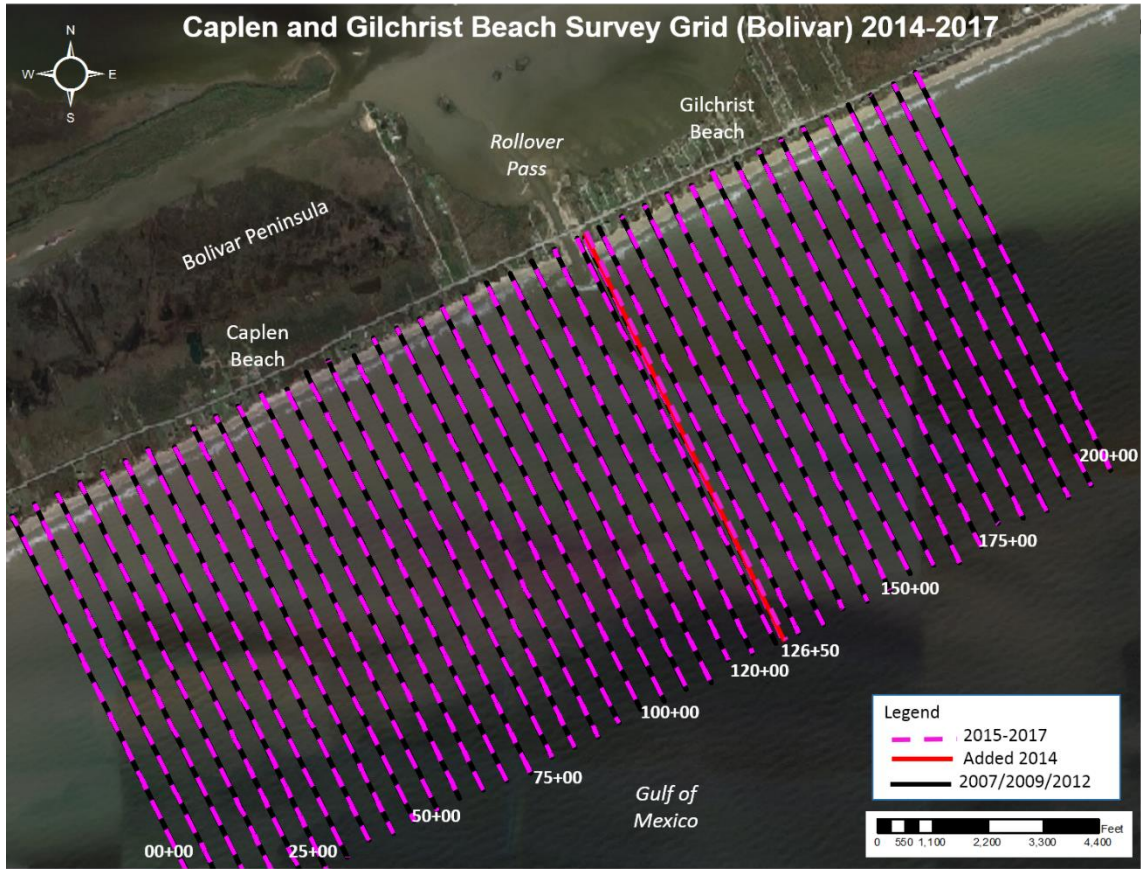 Caplen and Gilchrist Beach Survey Grid (Bolivar) 2014-2017
N
W E
S
Gilchrist
Beach
Rollover
Pass
Bolivar Peninsula
Caplen
Beach
200+00
175+00
150+00
126+50
120+00
100+00
75+00
50+00
25+00
00+00
Gulf of
Mexico
Legend
2015-2017
Added 2014
2007/2009/2012
Feet
0 550 1,100 2,200 3,300 4,400